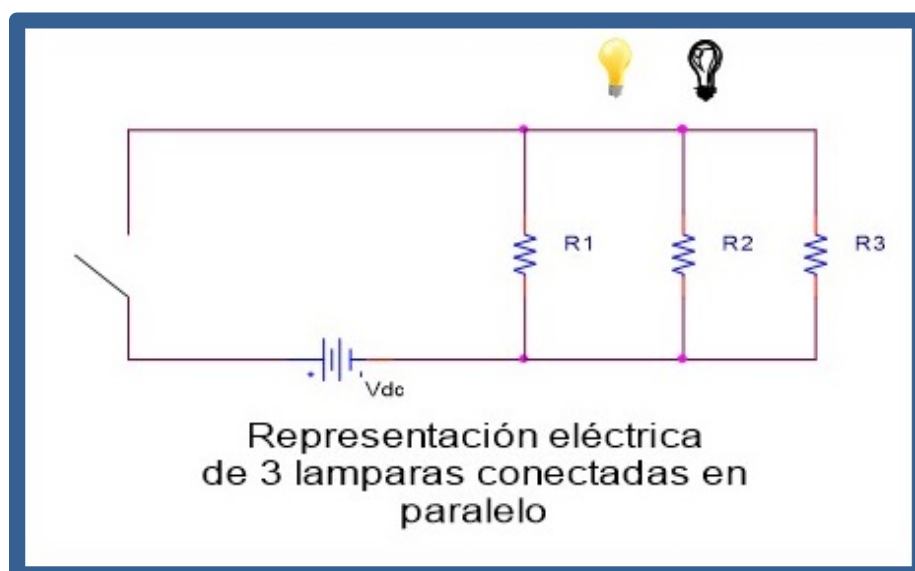 R1
R2
R3
Vdc
Representación eléctrica
de 3 lamparas conectadas en
paralelo